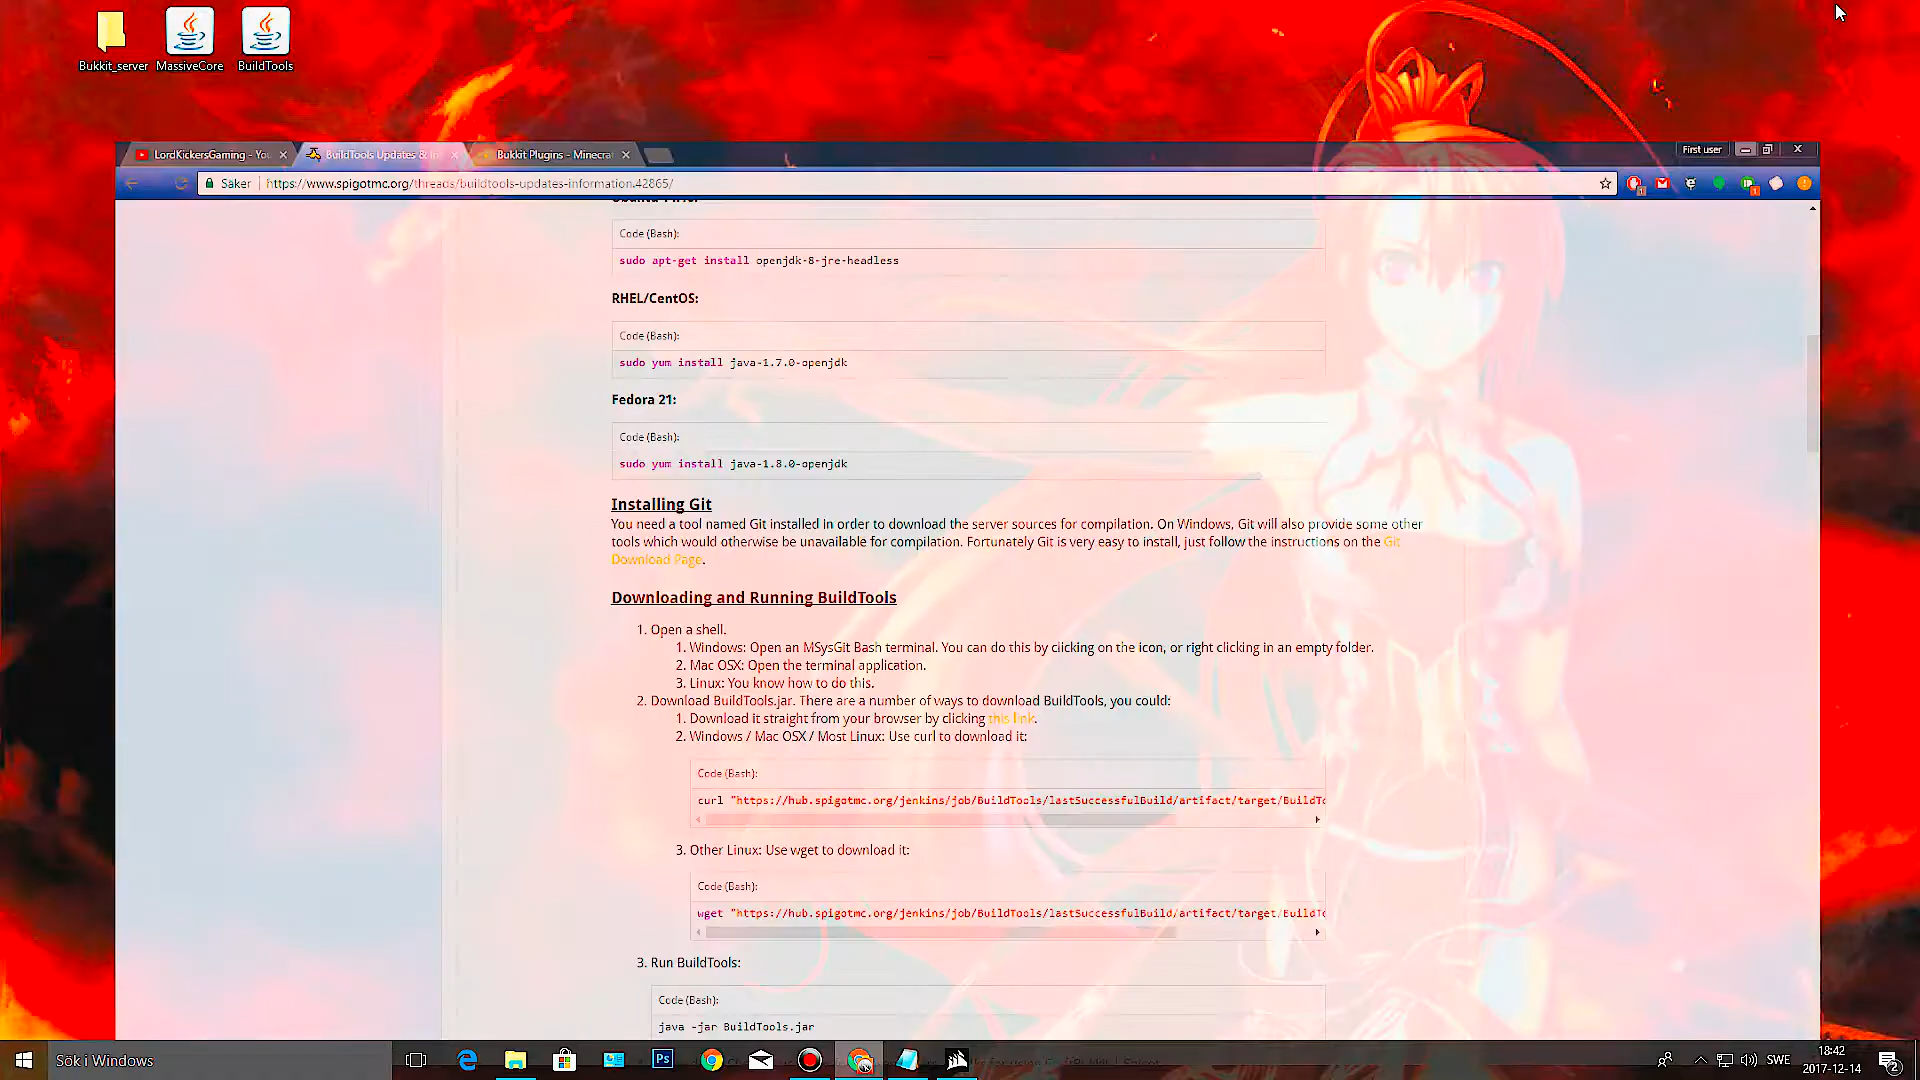 Bukkit_server
MassiveCore
BuildTools
LordKickersGaming - You
BuildTools Updates & In
Bukkit Plugins - Minecra
First user
Säker
https://www.spigotmc.org/threads/buildtools-updates-information.42865/
Code (Bash):
sudo apt-get install openjdk-8-jre-headless
RHEL/CentOS:
Code (Bash):
sudo yum install java-1.7.0-openjdk
Fedora 21:
Code (Bash):
sudo yum install java-1.8.0-openjdk
Installing Git
You need a tool named Git installed in order to download the server sources for compilation. On Windows, Git will also provide some other
tools which would otherwise be unavailable for compilation. Fortunately Git is very easy to install, just follow the instructions on the Git
Download Page.
Downloading and Running BuildTools
1. Open a shell.
1. Windows: Open an MSysGit Bash terminal. You can do this by clicking on the icon, or right clicking in an empty folder.
2. Mac OSX: Open the terminal application.
3. Linux: You know how to do this.
2. Download BuildTools.jar. There are a number of ways to download BuildTools, you could:
1. Download it straight from your browser by clicking this link.
2. Windows / Mac OSX / Most Linux: Use curl to download it:
Code (Bash):
curl "https://hub.spigotmc.org/jenkins/job/BuildTools/lastSuccessfulBuild/artifact/target/BuildTo
3. Other Linux: Use wget to download it:
Code (Bash):
wget "https://hub.spigotmc.org/jenkins/job/BuildTools/lastSuccessfulBuild/artifact/target/BuildTo
3. Run BuildTools:
Code (Bash):
java -jar BuildTools.jar
Sök i Windows
Ps
SWE
18:42
2017-12-14
2